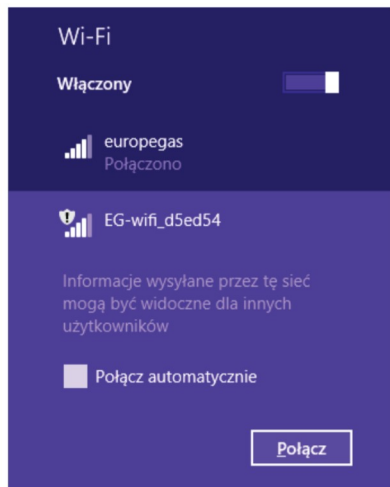 Wi-Fi
Włączony
europegas
Połączono
EG-wifi_d5ed54
Informacje wysyłane przez tę sieć
mogą być widoczne dla innych
użytkowników
Połącz automatycznie
Połącz